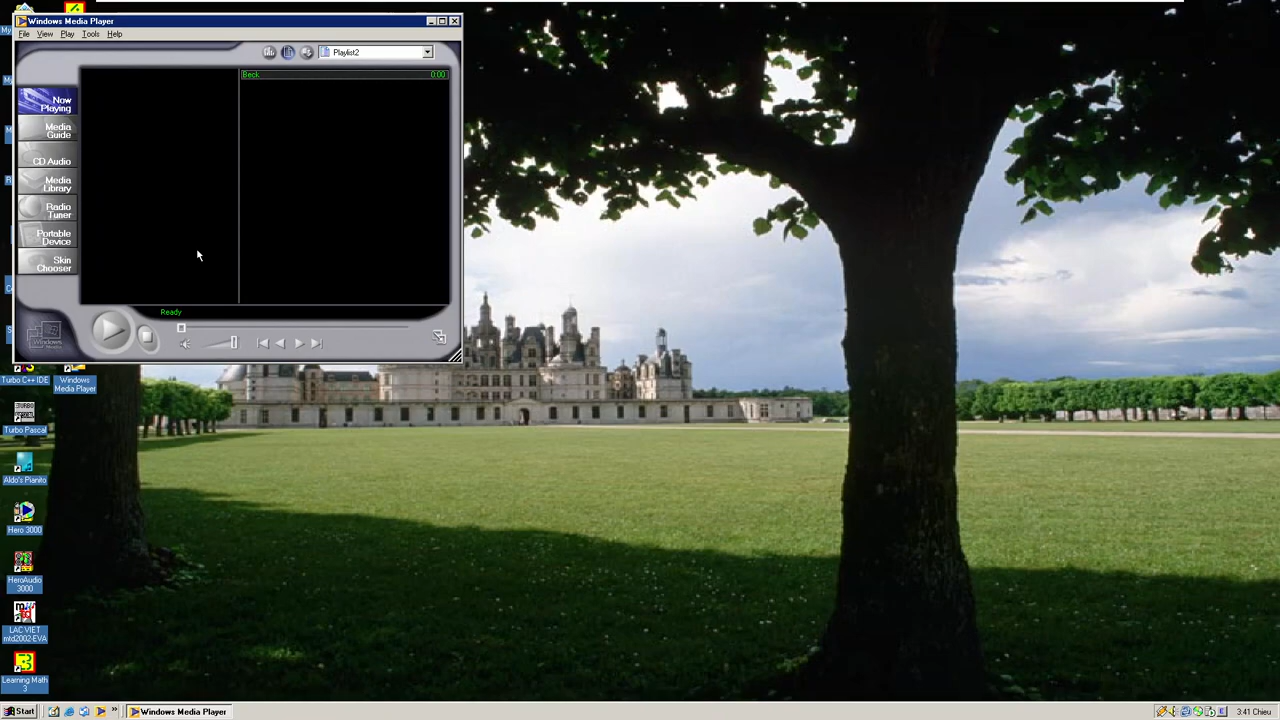 Windows Media Player
File View Play Tools Help
Playlist2
Beck 0:00
Now
Playing
Media
Guide
CD Audio
Media
Library
Radio
Tuner
Portable
Device
Skin
Chooser
Ready
Windows
Turbo C++ IDE
Windows
Media Player
Turbo Pascal
Aldo's Pianito
Hero 3000
HeroAudio
3000
LAC VIET
mtd2002-EVA
Learning Math
3
Start
Windows Media Player
3:41 Chieu